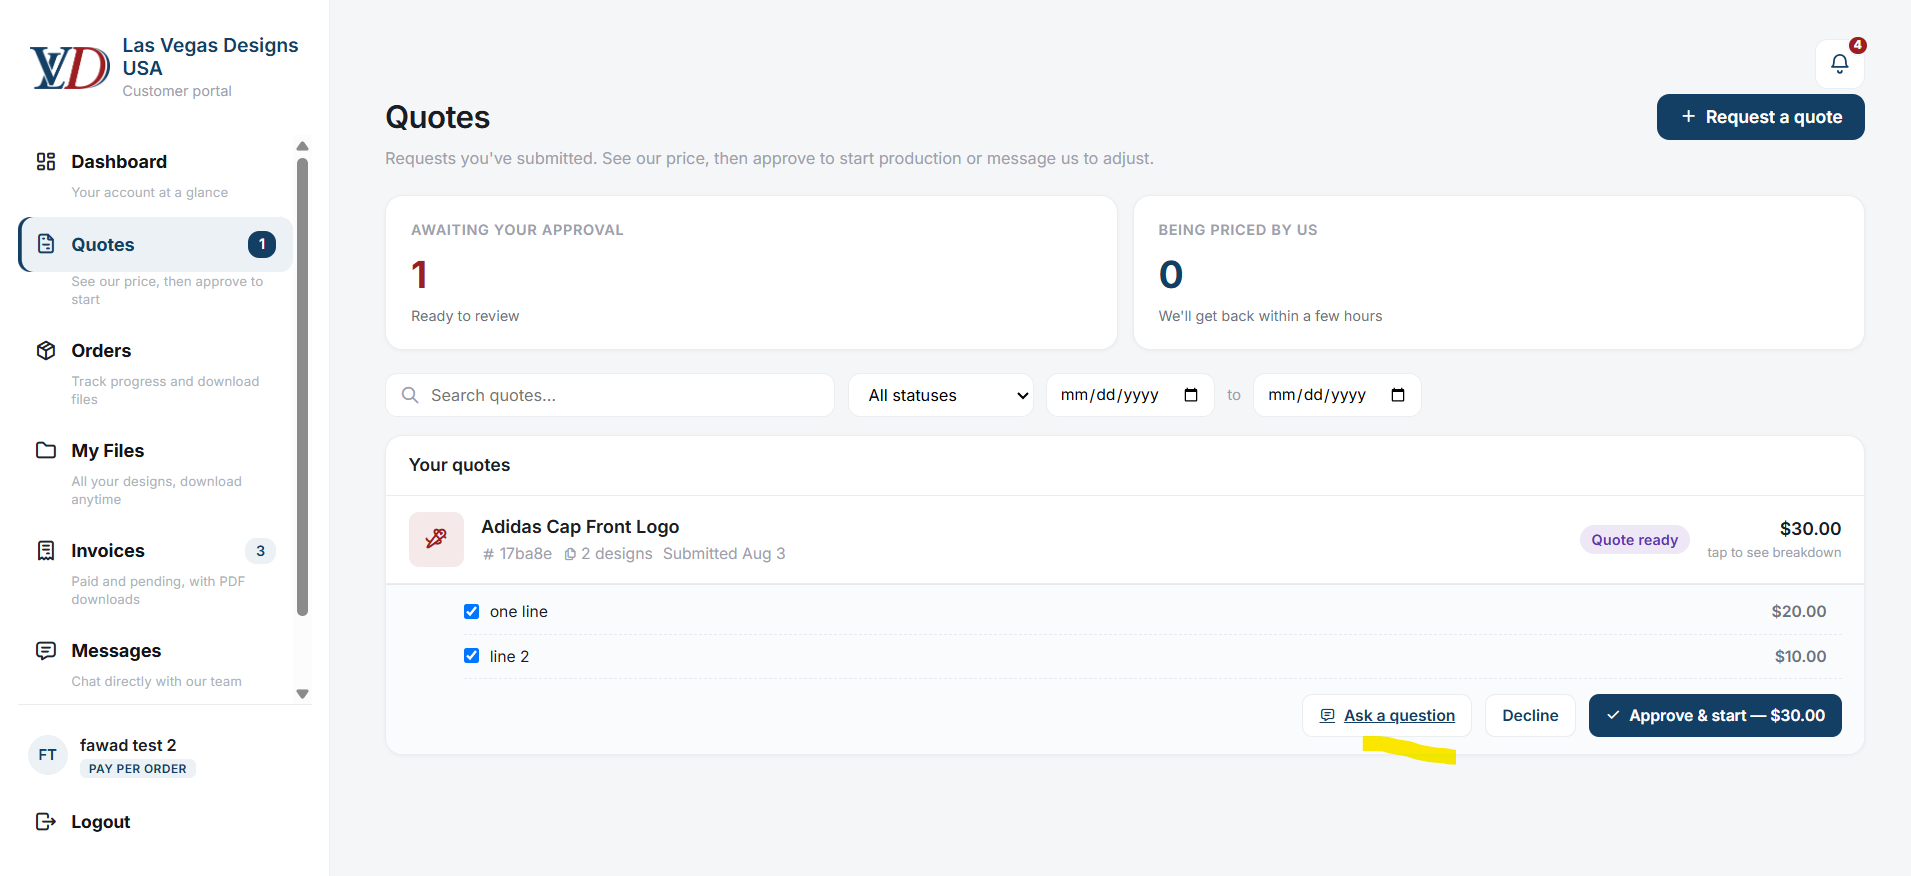 VD
Las Vegas Designs
USA
Customer portal
Dashboard
Your account at a glance
Quotes 1
See our price, then approve to
start
Orders
Track progress and download
files
My Files
All your designs, download
anytime
Invoices 3
Paid and pending, with PDF
downloads
Messages
Chat directly with our team
FT
fawad test 2
PAY PER ORDER
Logout
4
Quotes
+ Request a quote
Requests you've submitted. See our price, then approve to start production or message us to adjust.
AWAITING YOUR APPROVAL
1
Ready to review
BEING PRICED BY US
0
We'll get back within a few hours
Search quotes...
All statuses
mm/dd/yyyy to mm/dd/yyyy
Your quotes
Adidas Cap Front Logo
# 17ba8e 2 designs Submitted Aug 3
Quote ready
$30.00
tap to see breakdown
one line $20.00
line 2 $10.00
Ask a question Decline Approve & start — $30.00